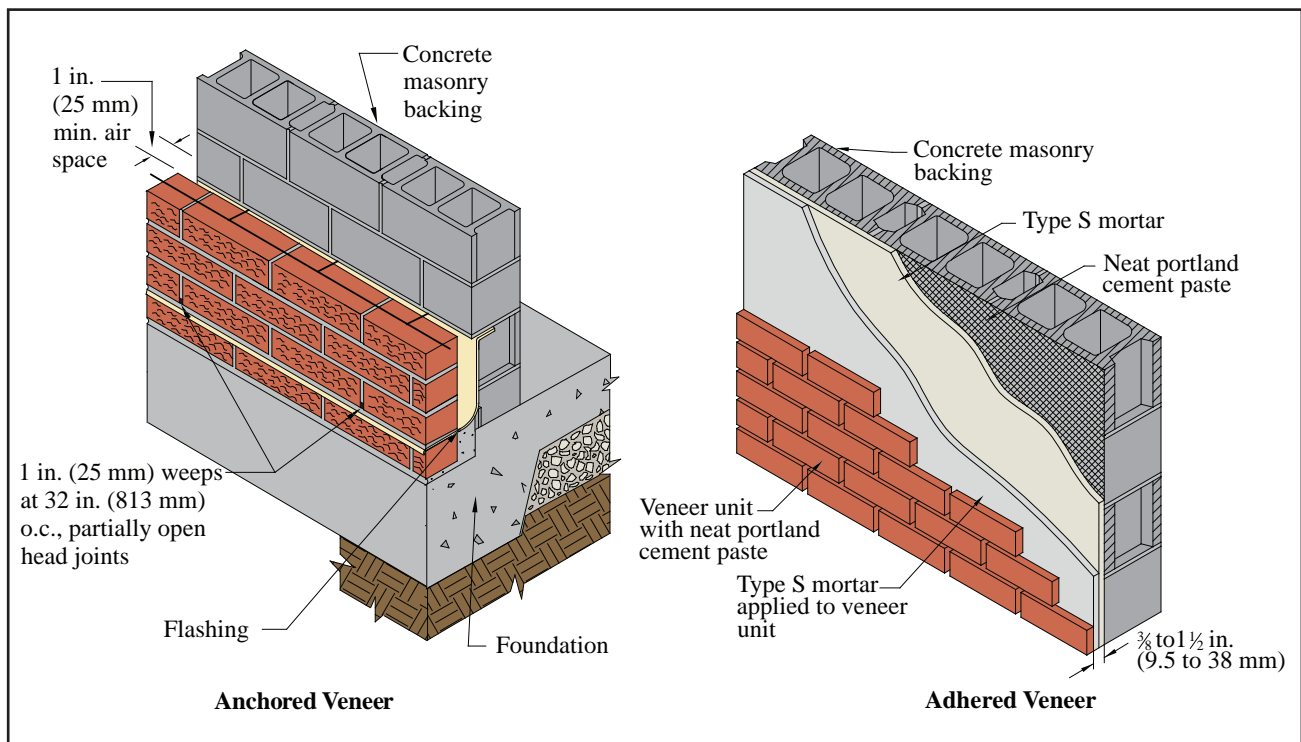 1 in.
(25 mm)
min. air
space
Concrete
masonry
backing
1 in. (25 mm) weeps
at 32 in. (813 mm)
o.c., partially open
head joints
Flashing
Foundation
Anchored Veneer
Concrete masonry
backing
Type S mortar
Neat portland
cement paste
Veneer unit
with neat portland
cement paste
Type S mortar
applied to veneer
unit
⅜ to1½ in.
(9.5 to 38 mm)
Adhered Veneer